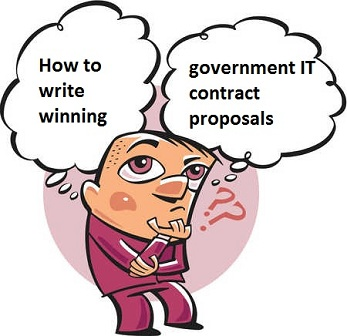 How to
write
winning
government IT
contract
proposals
??